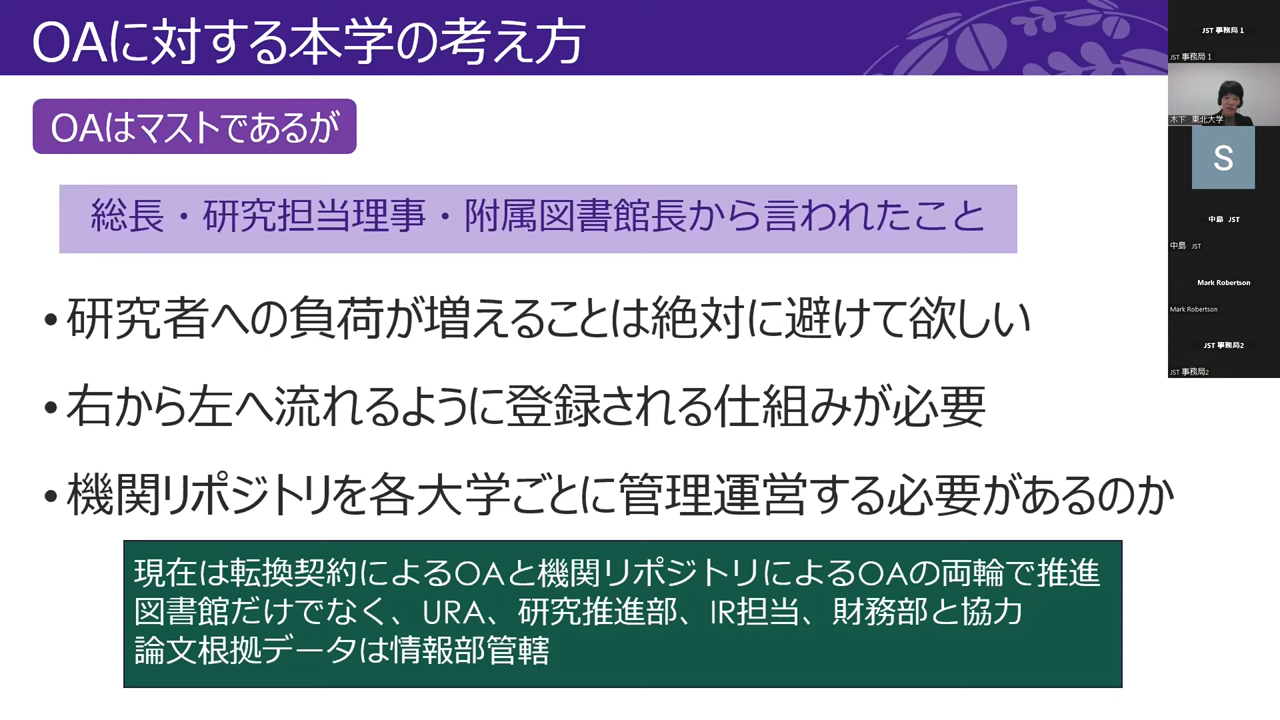 OAに対する本学の考え方
OAはマストであるが
総長・研究担当理事・附属図書館長から言われたこと
•研究者への負荷が増えることは絶対に避けて欲しい
•右から左へ流れるように登録される仕組みが必要
•機関リポジトリを各大学ごとに管理運営する必要があるのか
現在は転換契約によるOAと機関リポジトリによるOAの両輪で推進
図書館だけでなく、URA、研究推進部、IR担当、財務部と協力
論文根拠データは情報部管轄
JST 事務局 1
JST 事務局 1
木下 東北大学
S
中島 JST
中島 JST
Mark Robertson
Mark Robertson
JST 事務局2
JST 事務局2